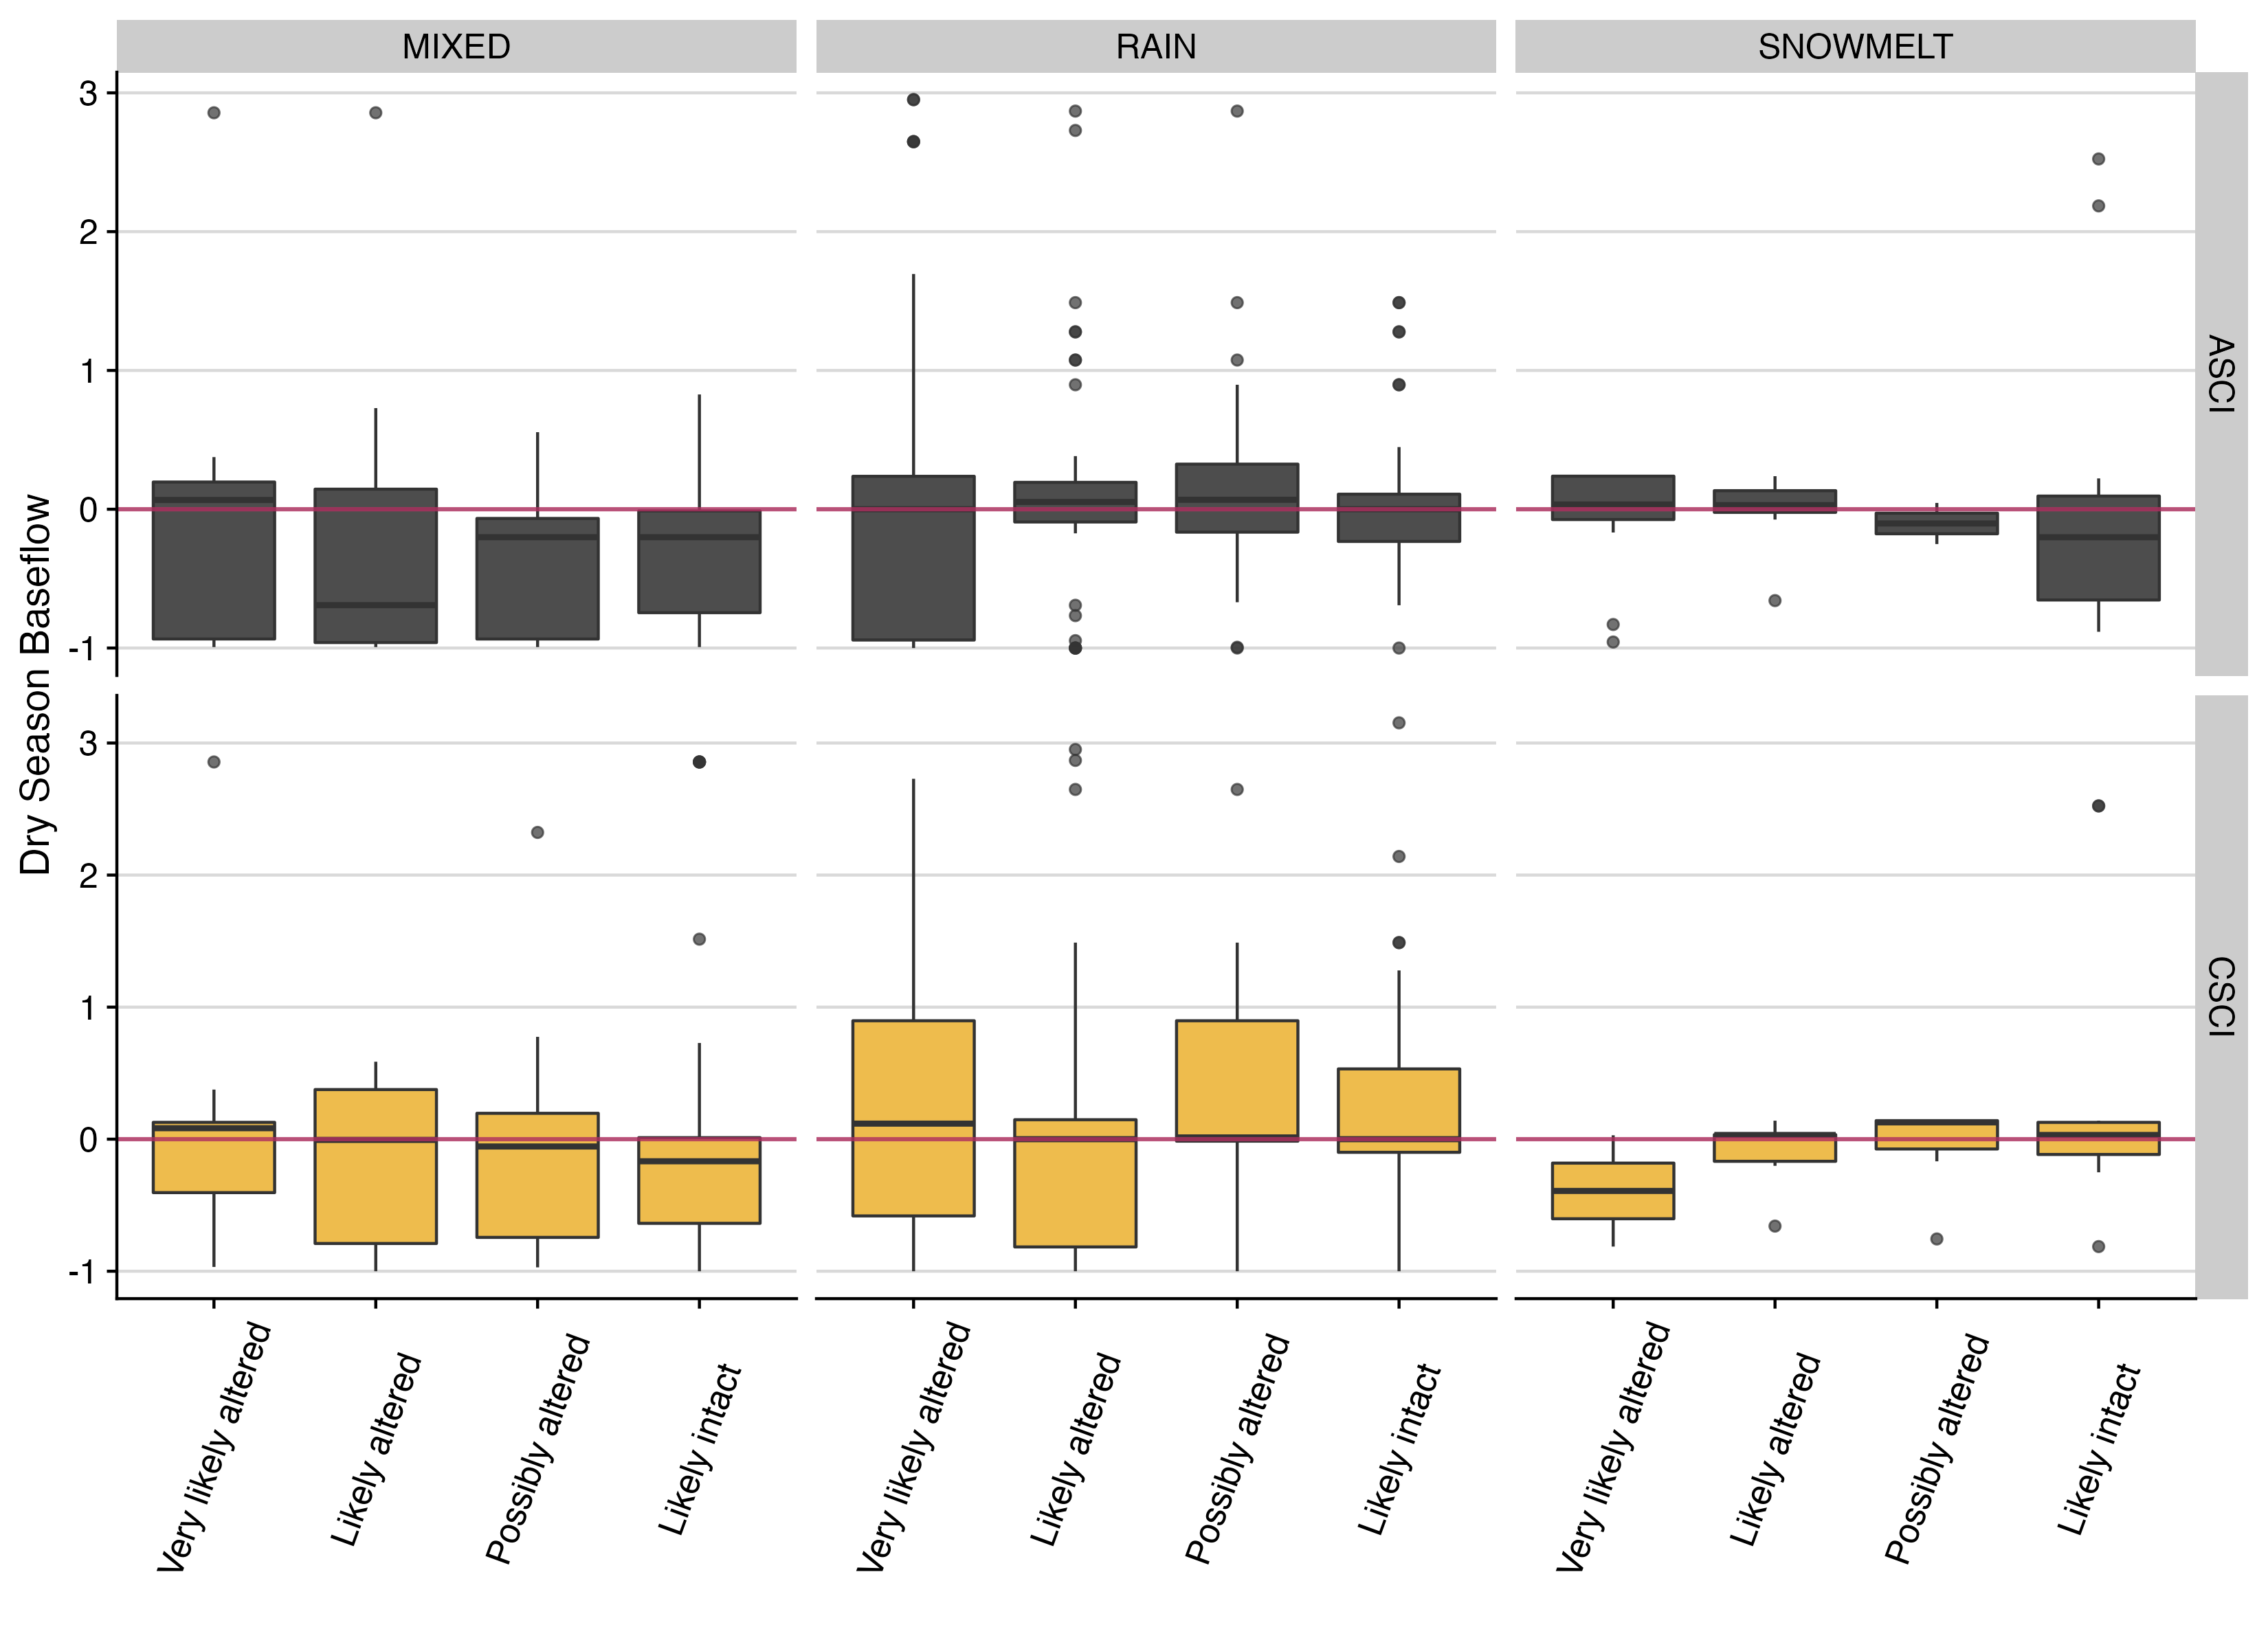 MIXED
RAIN
SNOWMELT
Dry Season Baseflow
3
2
1
0
-1
ASCI
3
2
1
0
-1
CSCI
Very likely altered
Likely altered
Possibly altered
Likely intact
Very likely altered
Likely altered
Possibly altered
Likely intact
Very likely altered
Likely altered
Possibly altered
Likely intact